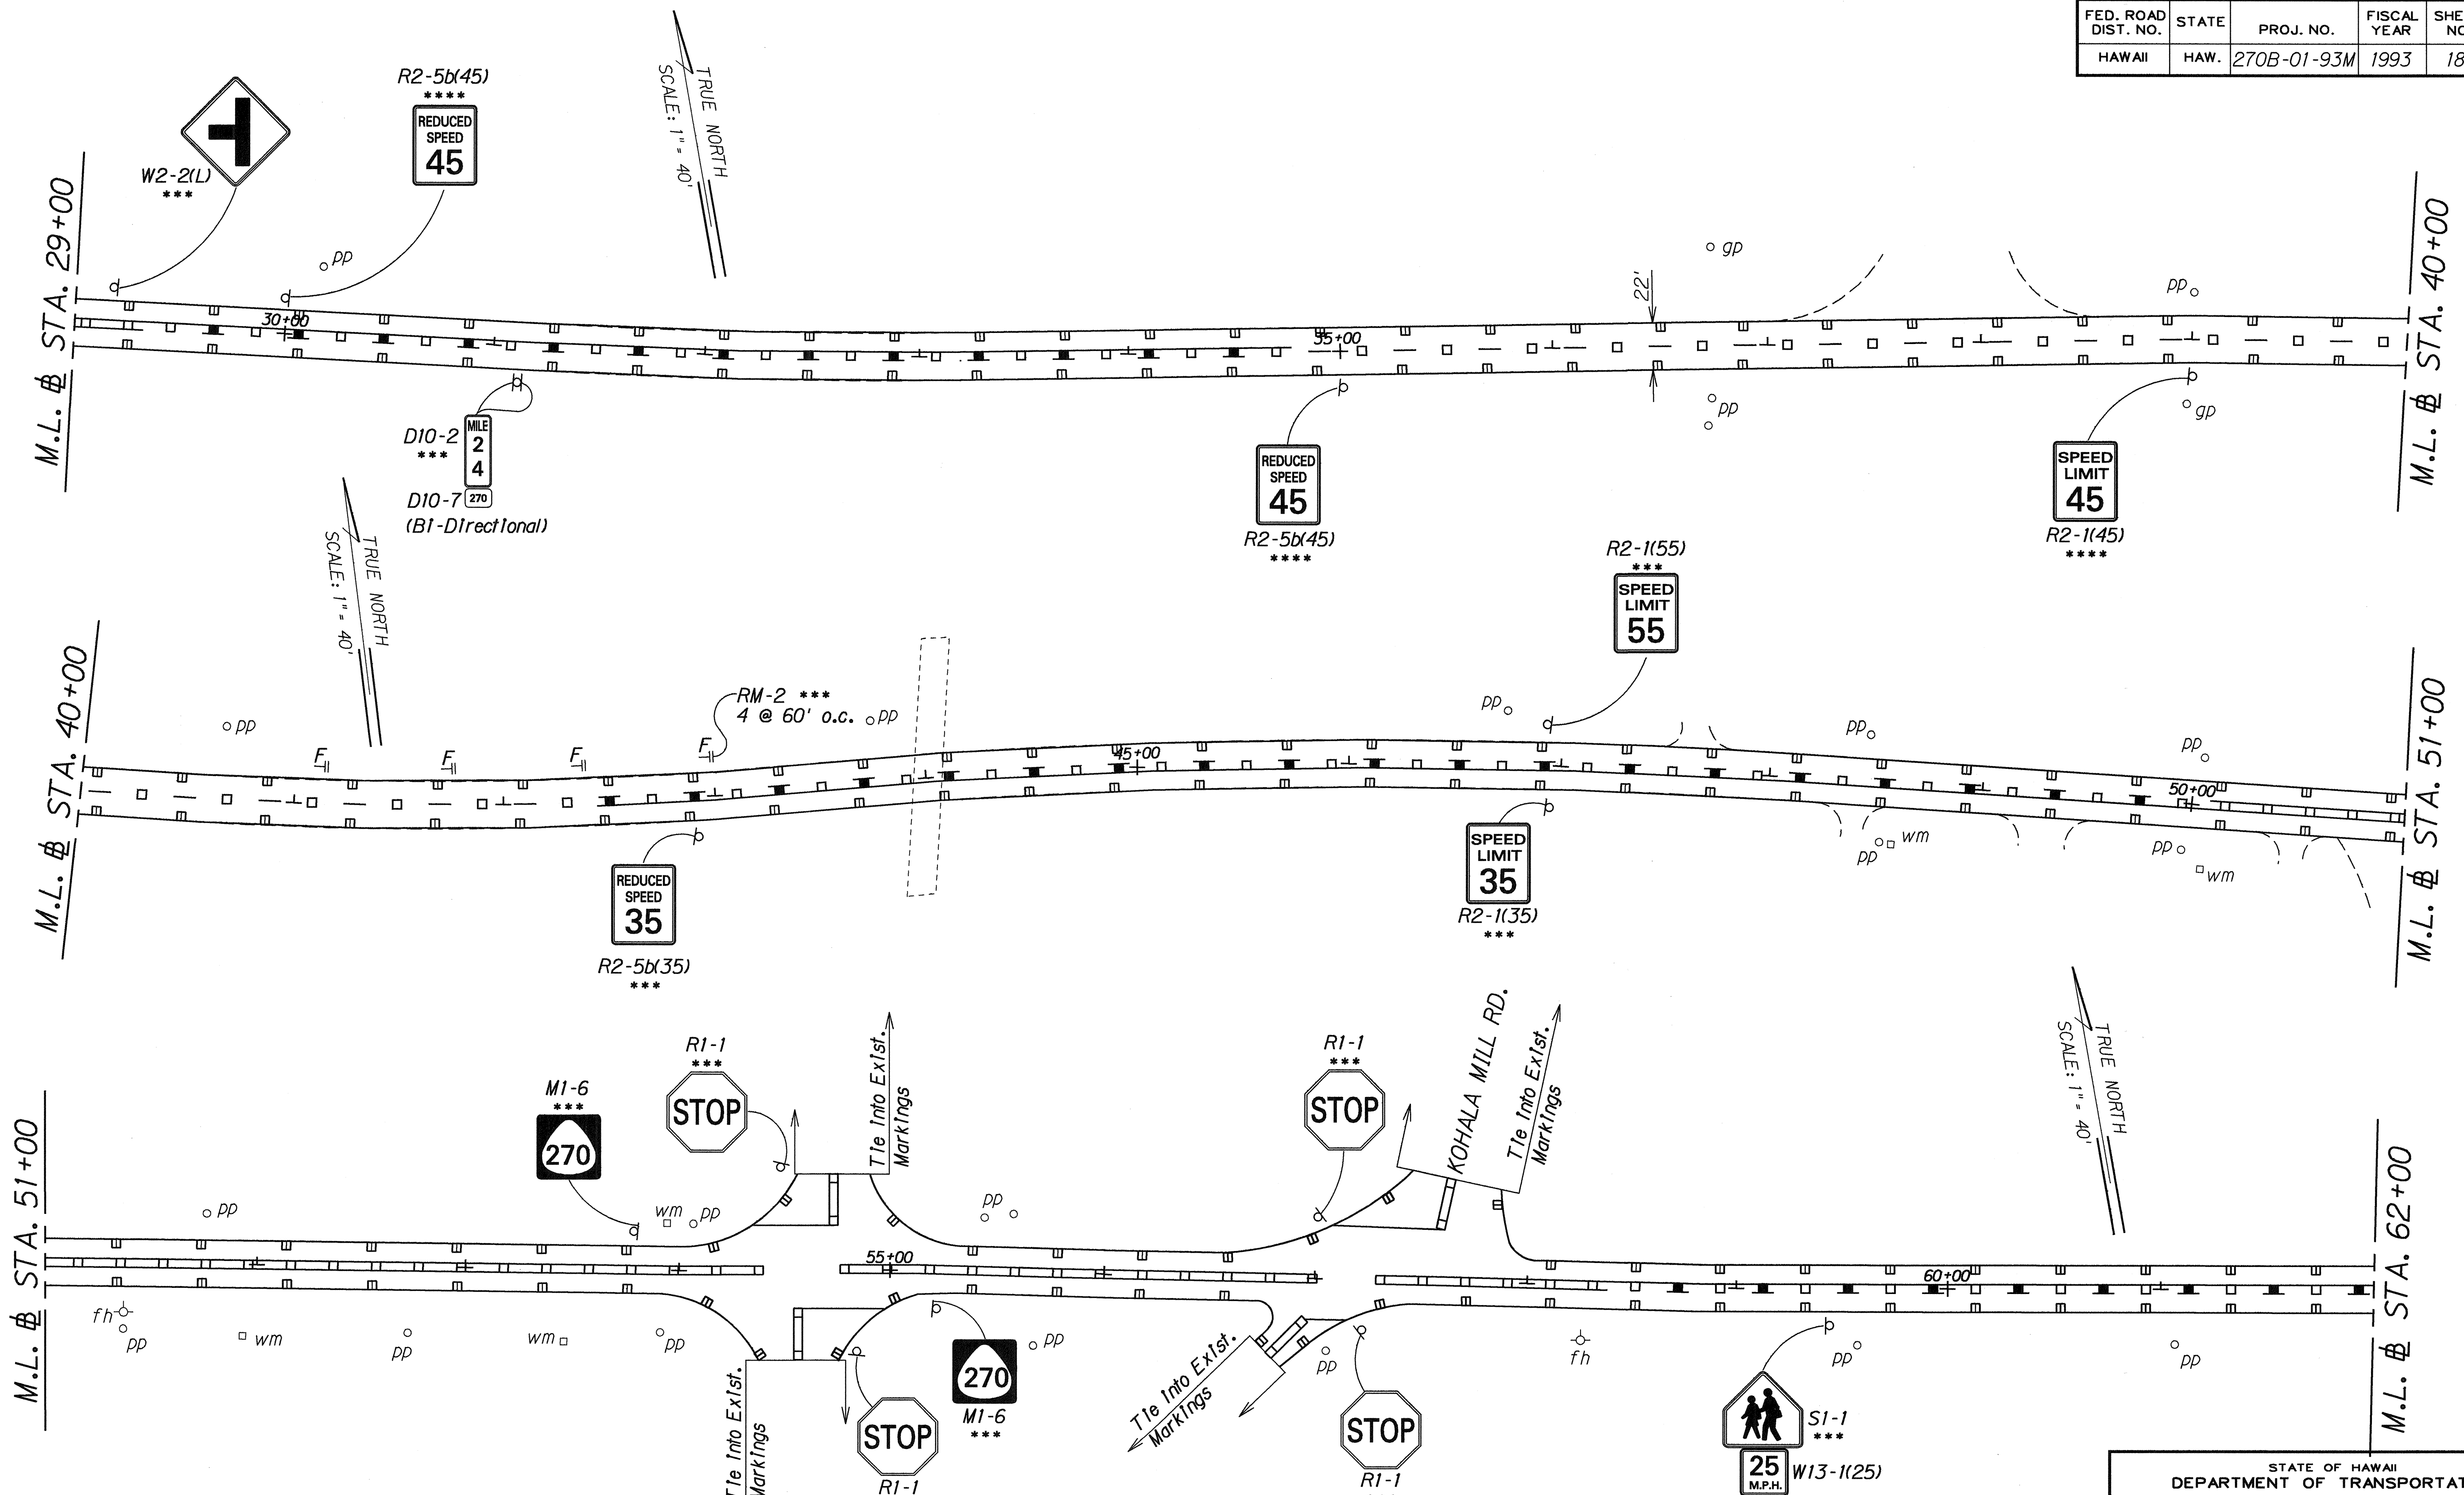 FED. ROAD DIST. NO. STATE PROJ. NO. FISCAL YEAR
HAWAII HAW. 270B-01-93M 1993
R2-5b(45)
****
REDUCED
SPEED
45
W2-2(L)
***
TRUE NORTH
SCALE: 1" = 40'
M.L. B STA. 29+00
pp
30+00
D10-2
***
MILE
2
4
D10-7
270
(Bi-Directional)
35+00
22'
gp
pp
pp
gp
REDUCED
SPEED
45
R2-5b(45)
****
SPEED
LIMIT
45
R2-1(45)
****
M.L. B STA. 40+00
M.L. B STA. 40+00
TRUE NORTH
SCALE: 1" = 40'
pp
F
F
F
F
RM-2 ***
4 @ 60' o.c.
pp
45+00
R2-1(55)
***
SPEED
LIMIT
55
pp
pp
pp
50+00
REDUCED
SPEED
35
R2-5b(35)
***
SPEED
LIMIT
35
R2-1(35)
***
pp
wm
pp
wm
M.L. B STA. 51+00
M.L. B STA. 51+00
pp
M1-6
***
270
R1-1
***
STOP
wm
pp
Tie Into Exist.
Markings
pp
R1-1
***
STOP
KOHALA MILL RD.
Tie Into Exist.
Markings
TRUE NORTH
SCALE: 1" = 40'
55+00
60+00
fh
pp
wm
pp
wm
pp
Tie Into Exist.
Markings
STOP
R1-1
270
M1-6
***
pp
Tie Into Exist.
Markings
pp
STOP
R1-1
fh
pp
pp
S1-1
***
25
M.P.H.
W13-1(25)
M.L. B STA. 62+00
STATE OF HAWAII
DEPARTMENT OF